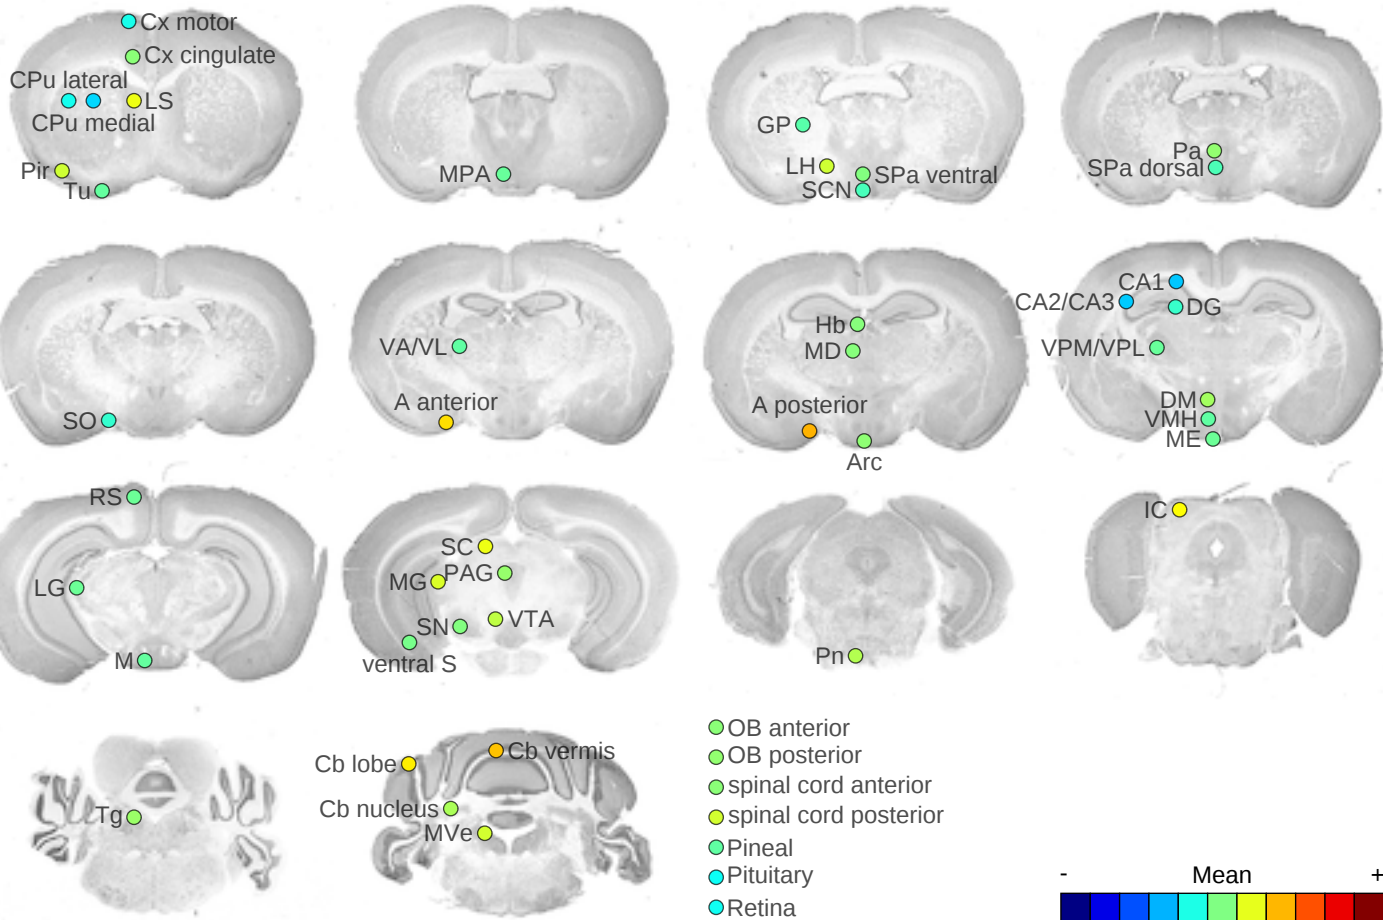 Cx motor
Cx cingulate
CPu lateral
LS
CPu medial
Pir
Tu
MPA
GP
LH
SPa ventral
SCN
Pa
SPa dorsal
SO
VA/VL
A anterior
Hb
MD
A posterior
Arc
CA1
CA2/CA3
DG
VPM/VPL
DM
VMH
ME
RS
LG
M
SC
MG
PAG
SN
VTA
ventral S
Pn
IC
Tg
Cb lobe
Cb vermis
Cb nucleus
MVe
OB anterior
OB posterior
spinal cord anterior
spinal cord posterior
Pineal
Pituitary
Retina
- Mean +